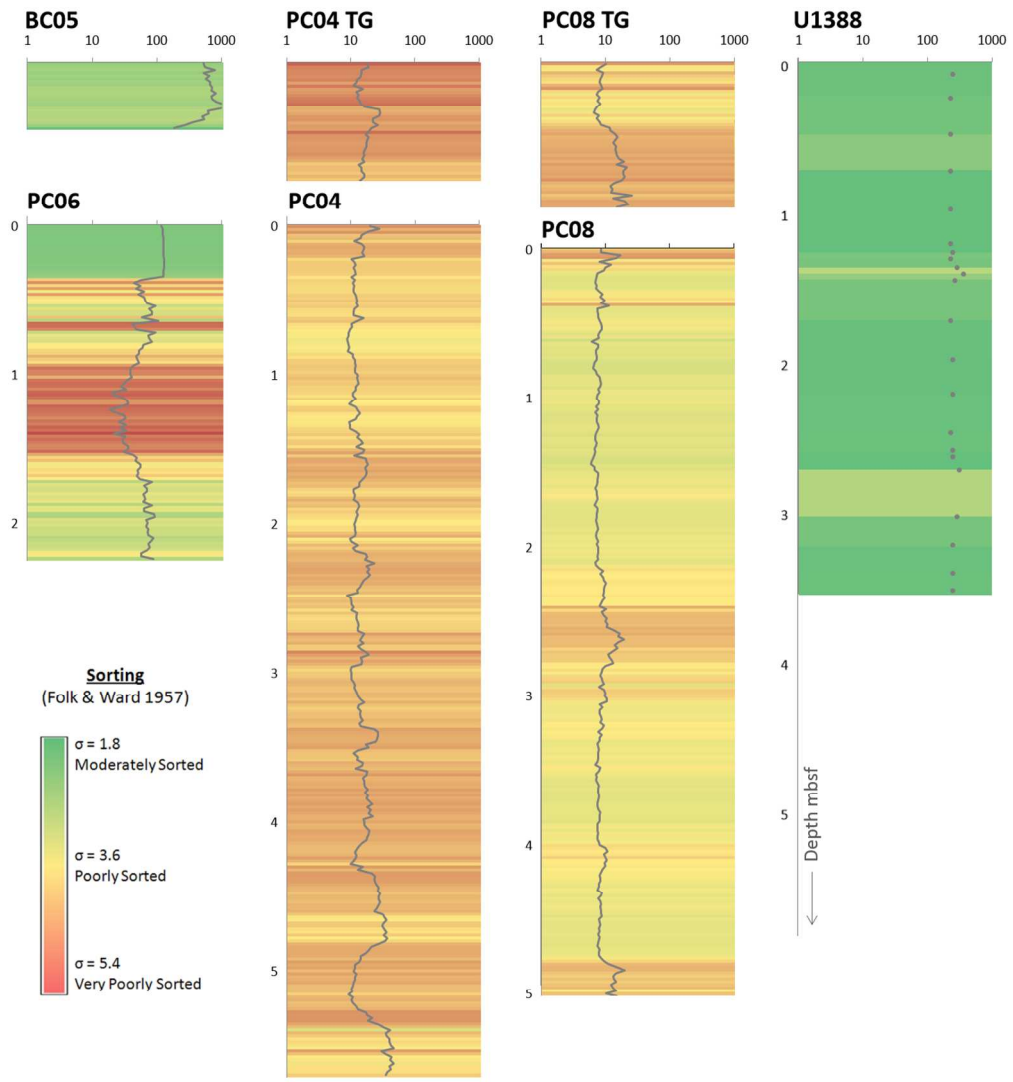 BC05
1 10 100 1000
PC04 TG
1 10 100 1000
PC08 TG
1 10 100 1000
U1388
1 10 100 1000
0
1
2
3
4
5
PC06
0
1
2
PC04
0
1
2
3
4
5
PC08
0
1
2
3
4
5
Sorting
(Folk & Ward 1957)
σ = 1.8
Moderately Sorted
σ = 3.6
Poorly Sorted
σ = 5.4
Very Poorly Sorted
Depth mbsf